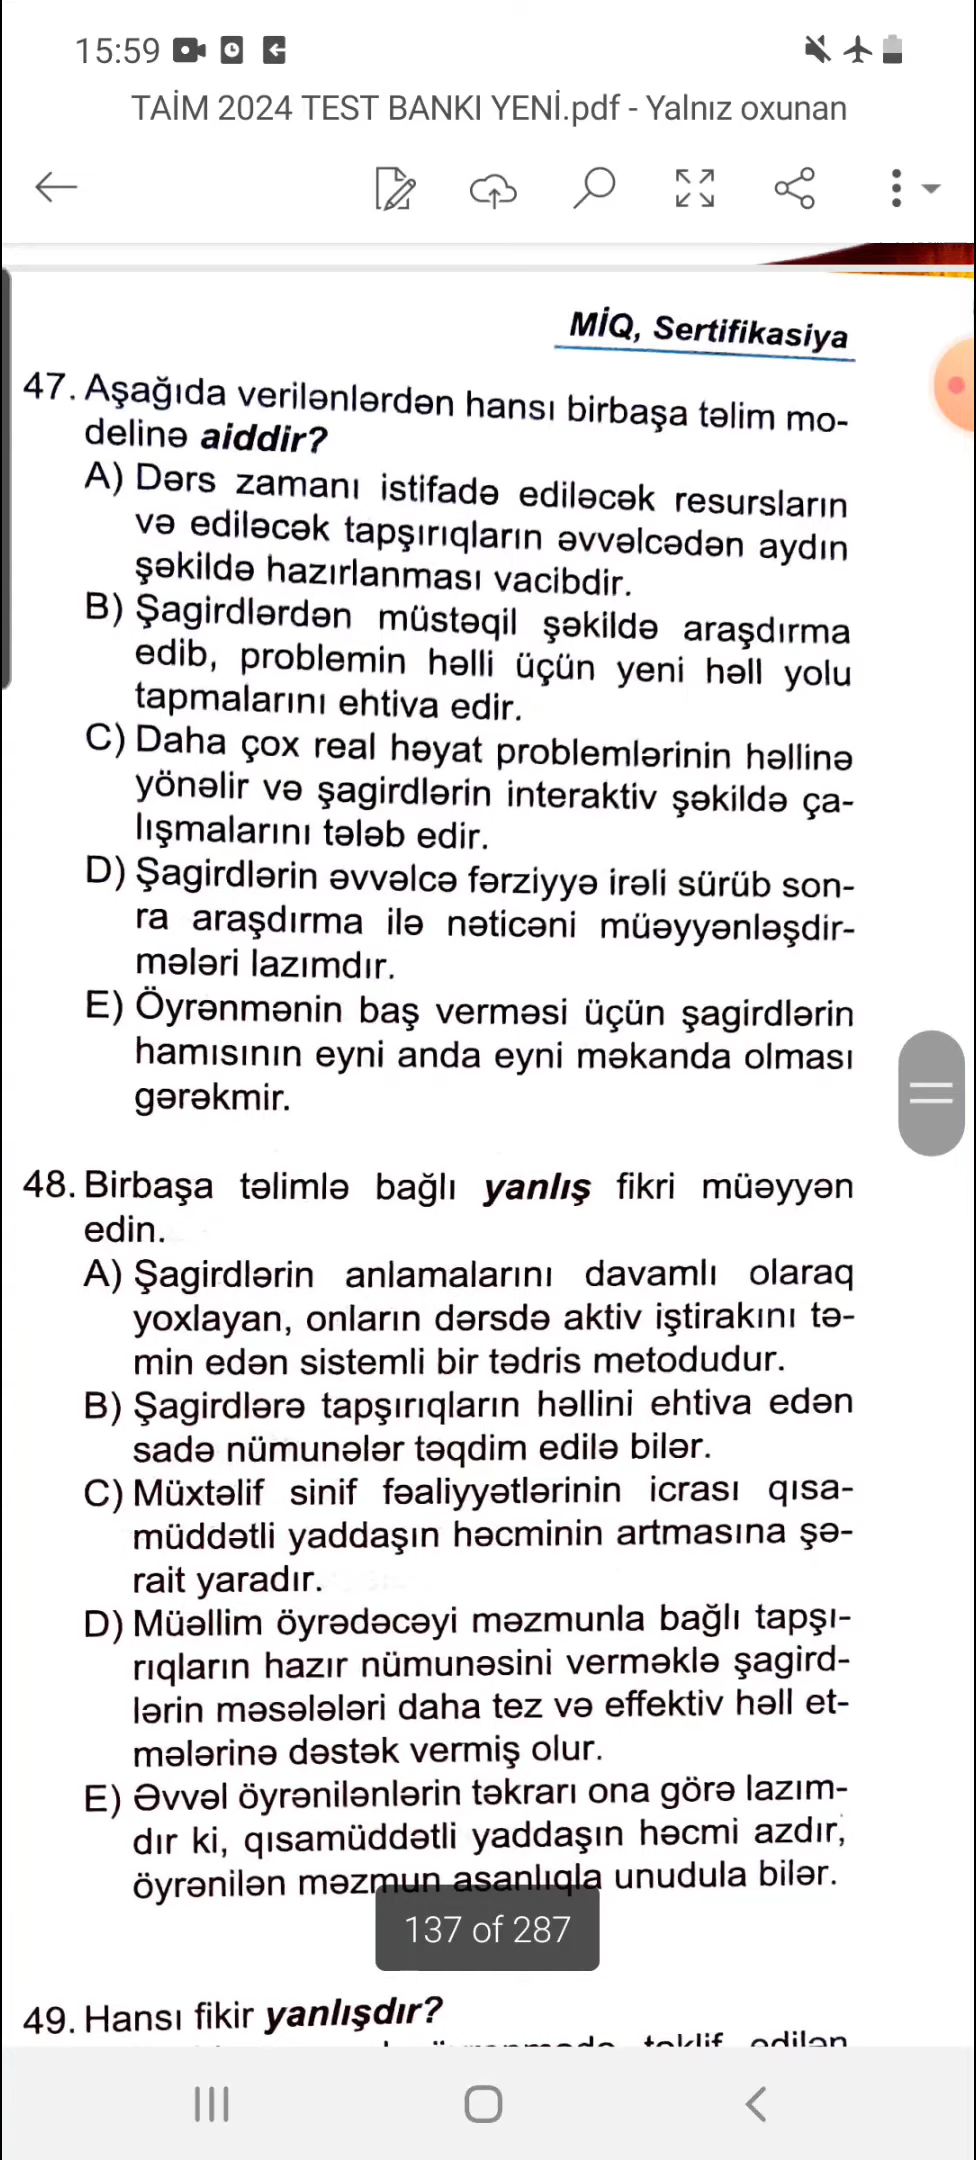 15:59
TAİM 2024 TEST BANKI YENİ.pdf - Yalnız oxunan
MİQ, Sertifikasiya
47. Aşağıda verilənlərdən hansı birbaşa təlim mo-
delinə aiddir?
A) Dərs zamanı istifadə ediləcək resursların
və ediləcək tapşırıqların əvvəlcədən aydın
şəkildə hazırlanması vacibdir.
B) Şagirdlərdən müstəqil şəkildə araşdırma
edib, problemin həlli üçün yeni həll yolu
tapmalarını ehtiva edir.
C) Daha çox real həyat problemlərinin həllinə
yönəlir və şagirdlərin interaktiv şəkildə ça-
lışmalarını tələb edir.
D) Şagirdlərin əvvəlcə fərziyyə irəli sürüb son-
ra araşdırma ilə nəticəni müəyyənləşdir-
mələri lazımdır.
E) Öyrənmənin baş verməsi üçün şagirdlərin
hamısının eyni anda eyni məkanda olması
gərəkmir.
48. Birbaşa təlimlə bağlı yanlış fikri müəyyən
edin.
A) Şagirdlərin anlamalarını davamlı olaraq
yoxlayan, onların dərsdə aktiv iştirakını tə-
min edən sistemli bir tədris metodudur.
B) Şagirdlərə tapşırıqların həllini ehtiva edən
sadə nümunələr təqdim edilə bilər.
C) Müxtəlif sinif fəaliyyətlərinin icrası qısa-
müddətli yaddaşın həcminin artmasına şə-
rait yaradır.
D) Müəllim öyrədəcəyi məzmunla bağlı tapşı-
rıqların hazır nümunəsini verməklə şagird-
lərin məsələləri daha tez və effektiv həll et-
mələrinə dəstək vermiş olur.
E) Əvvəl öyrənilənlərin təkrarı ona görə lazım-
dır ki, qısamüddətli yaddaşın həcmi azdır,
öyrənilən məzmun asanlıqla unudula bilər.
137 of 287
49. Hansı fikir yanlışdır?
təklif edilən